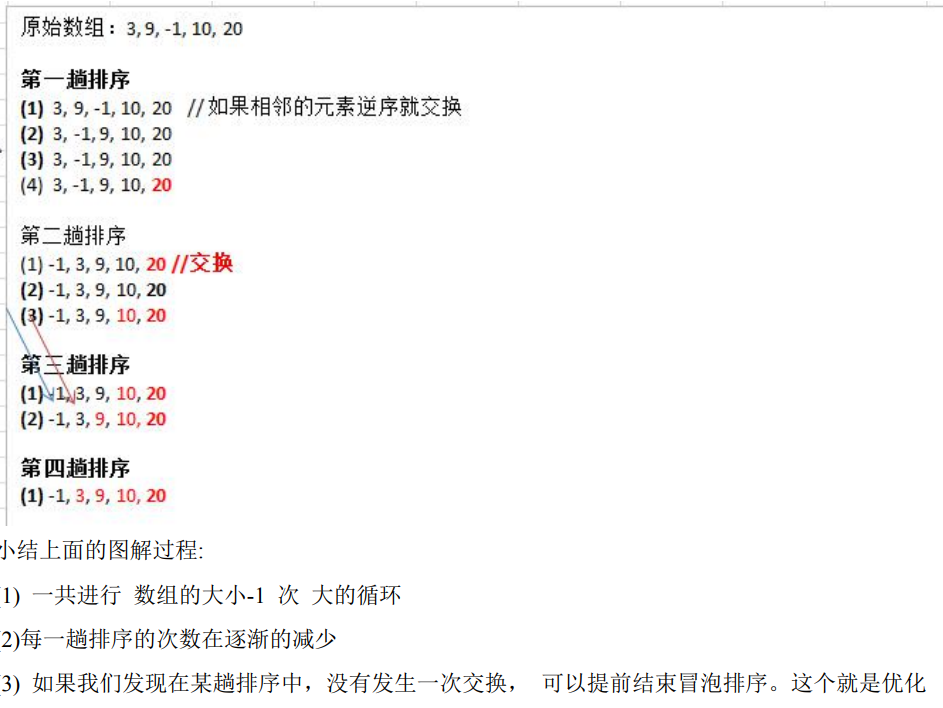 原始数组：3,9, -1, 10, 20
第一趟排序
(1) 3, 9, -1, 10, 20 //如果相邻的元素逆序就交换
(2) 3, -1, 9, 10, 20
(3) 3, -1, 9, 10, 20
(4) 3, -1, 9, 10, 20
第二趟排序
(1) -1, 3, 9, 10, 20 //交换
(2) -1, 3, 9, 10, 20
(3) -1, 3, 9, 10, 20
第三趟排序
(1) -1, 3, 9, 10, 20
(2) -1, 3, 9, 10, 20
第四趟排序
(1) -1, 3, 9, 10, 20
小结上面的图解过程:
1) 一共进行 数组的大小-1 次 大的循环
2)每一趟排序的次数在逐渐的减少
3) 如果我们发现在某趟排序中，没有发生一次交换， 可以提前结束冒泡排序。这个就是优化